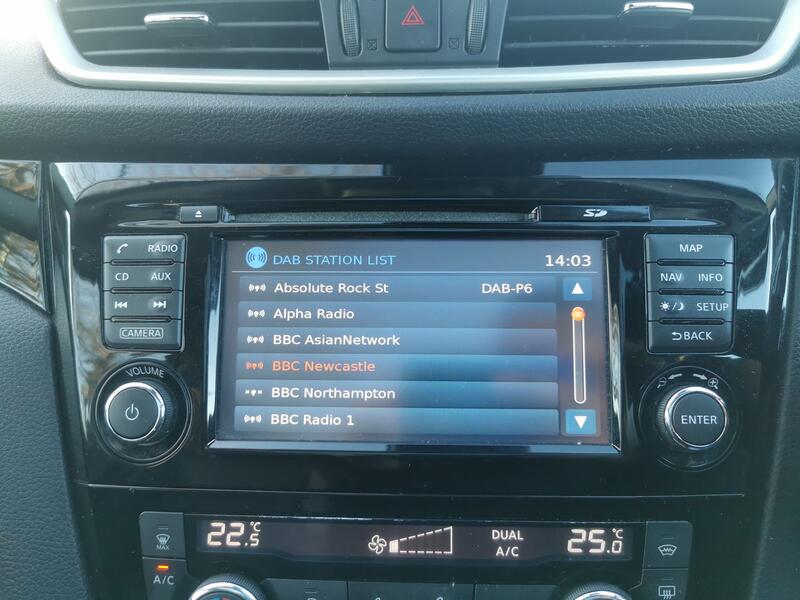 SD
RADIO
CD AUX
CAMERA
VOLUME
DAB STATION LIST 14:03
Absolute Rock St DAB-P6
Alpha Radio
BBC AsianNetwork
BBC Newcastle
BBC Northampton
BBC Radio 1
MAP
NAV INFO
SETUP
BACK
ENTER
22.5°C
DUAL
A/C
25.0°C
MAX
A/C